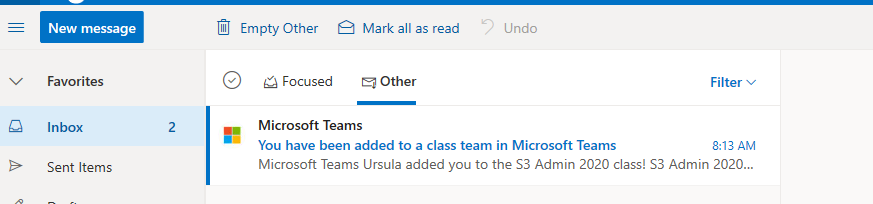 New message
Empty Other
Mark all as read
Undo
Favorites
Focused
Other
Filter
Inbox 2
Microsoft Teams
You have been added to a class team in Microsoft Teams 8:13 AM
Microsoft Teams Ursula added you to the S3 Admin 2020 class! S3 Admin 2020...
Sent Items